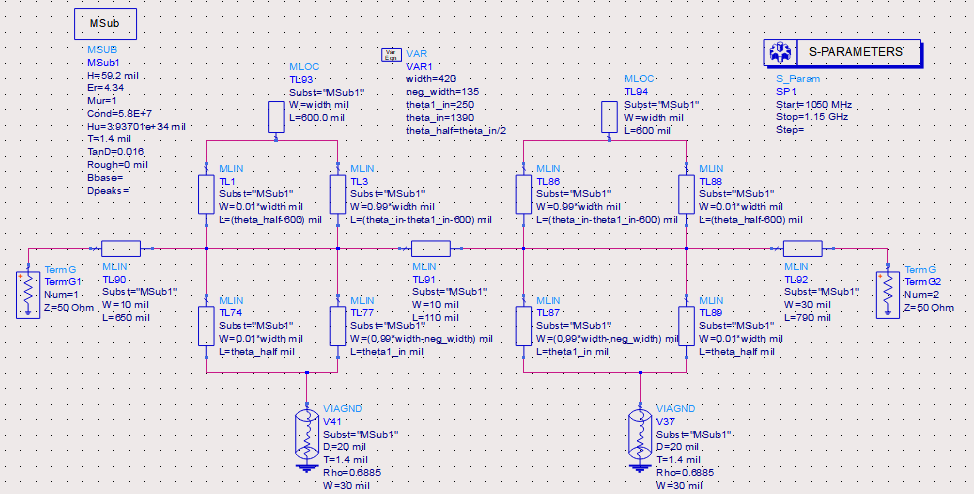 MSub
MSUB
MSub1
H=59.2 mil
Er=4.34
Mur=1
Cond=5.8E+7
Hu=3.93701e+34 mil
T=1.4 mil
TanD=0.016
Rough=0 mil
Bbase=
Dpeaks=
MLOC
TL93
Subst="MSub1"
W=width mil
L=600.0 mil
Var
Eqn
VAR
VAR1
width=420
neg_width=135
theta1_in=250
theta_in=1390
theta_half=theta_in/2
MLOC
TL94
Subst="MSub1"
W=width mil
L=600 mil
S-PARAMETERS
S_Param
SP1
Start=1050 MHz
Stop=1.15 GHz
Step=
MLIN
TL1
Subst="MSub1"
W=0.01*width mil
L=(theta_half-600) mil
MLIN
TL3
Subst="MSub1"
W=0.99*width mil
L=(theta_in-theta1_in-600) mil
MLIN
TL86
Subst="MSub1"
W=0.99*width mil
L=(theta_in-theta1_in-600) mil
MLIN
TL88
Subst="MSub1"
W=0.01*width mil
L=(theta_half-600) mil
TermG
TermG1
Num=1
Z=50 Ohm
MLIN
TL90
Subst="MSub1"
W=10 mil
L=650 mil
MLIN
TL91
Subst="MSub1"
W=10 mil
L=110 mil
MLIN
TL92
Subst="MSub1"
W=30 mil
L=790 mil
TermG
TermG2
Num=2
Z=50 Ohm
MLIN
TL74
Subst="MSub1"
W=0.01*width mil
L=theta_half mil
MLIN
TL77
Subst="MSub1"
W=(0.99*width-neg_width) mil
L=theta1_in mil
MLIN
TL87
Subst="MSub1"
W=(0.99*width-neg_width) mil
L=theta1_in mil
MLIN
TL89
Subst="MSub1"
W=0.01*width mil
L=theta_half mil
VIAGND
V41
Subst="MSub1"
D=20 mil
T=1.4 mil
Rho=0.6885
W=30 mil
VIAGND
V37
Subst="MSub1"
D=20 mil
T=1.4 mil
Rho=0.6885
W=30 mil